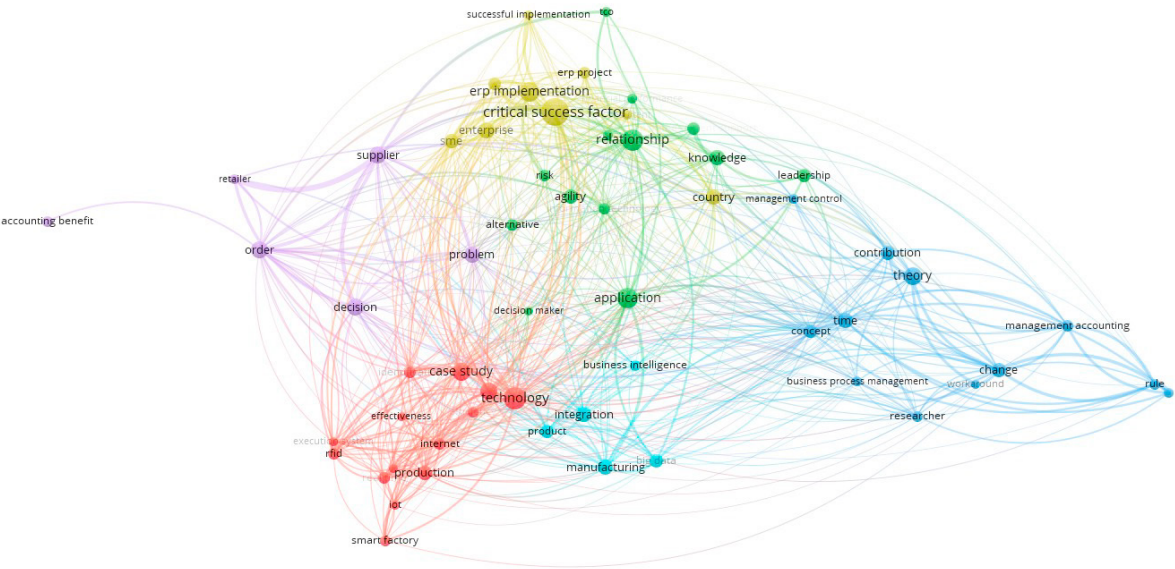 successful implementation
tco
erp project
erp implementation
critical success factor
enterprise
sme
relationship
supplier
knowledge
retailer
risk
leadership
agility
country
management control
accounting benefit
alternative
order
problem
contribution
theory
application
decision
decision maker
time
concept
management accounting
business intelligence
case study
change
business process management
workaround
rule
technology
effectiveness
integration
researcher
product
execution system
internet
rfid
big data
manufacturing
production
iot
smart factory